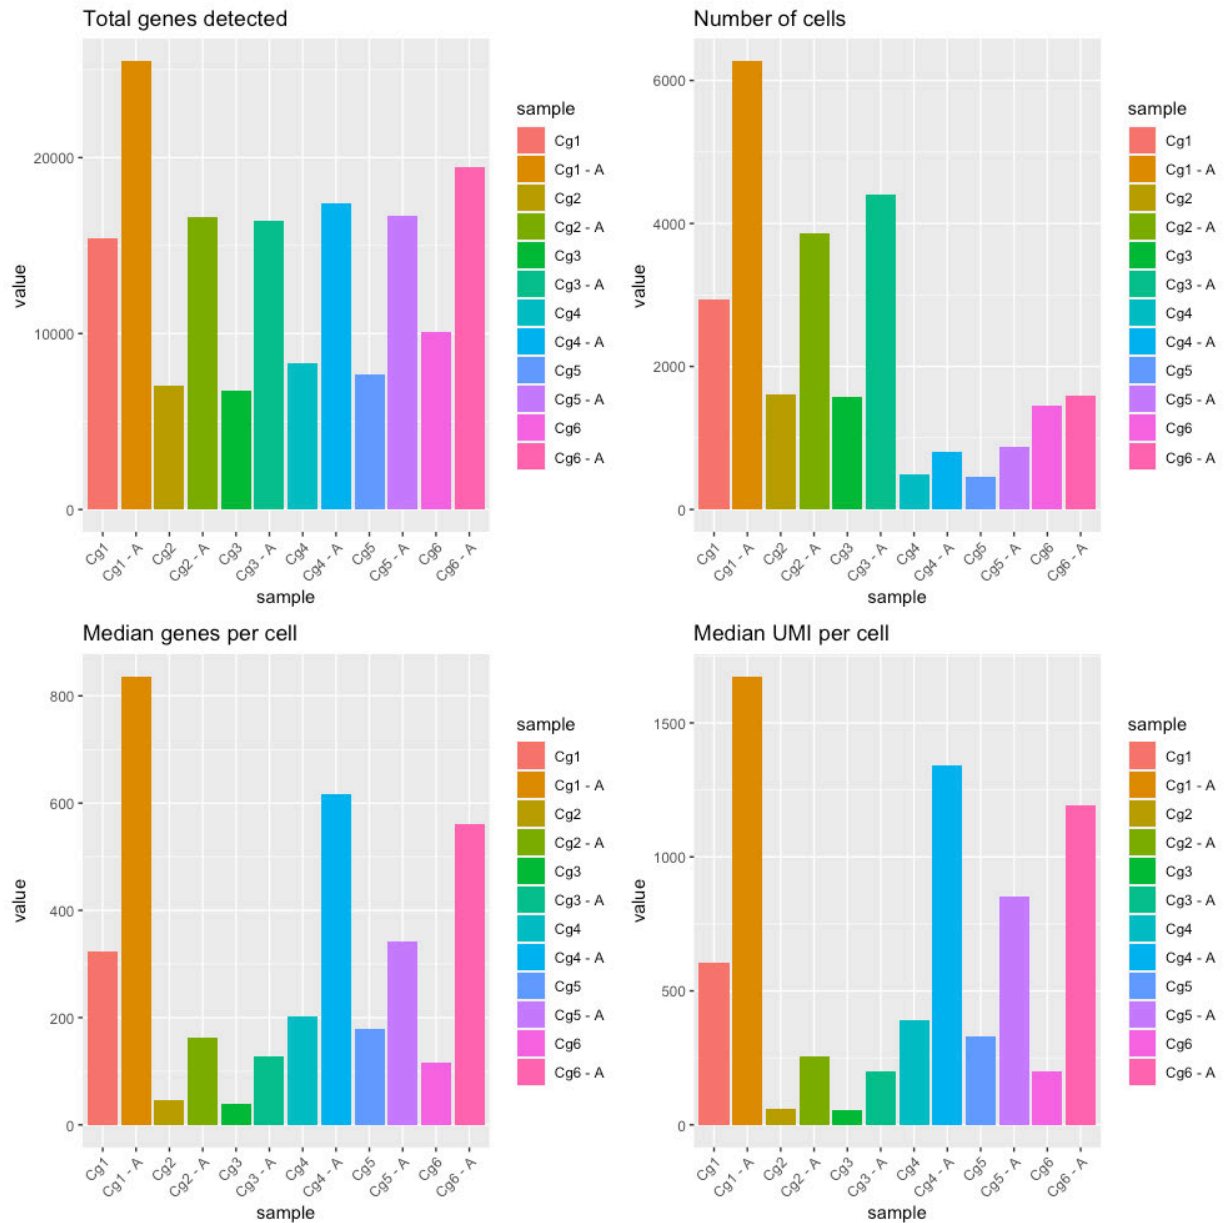 Total genes detected
value
20000
10000
0
Cg1
Cg1 - A
Cg2
Cg2 - A
Cg3
Cg3 - A
Cg4
Cg4 - A
Cg5
Cg5 - A
Cg6
Cg6 - A
sample
sample
Cg1
Cg1 - A
Cg2
Cg2 - A
Cg3
Cg3 - A
Cg4
Cg4 - A
Cg5
Cg5 - A
Cg6
Cg6 - A
Number of cells
value
6000
4000
2000
0
Cg1
Cg1 - A
Cg2
Cg2 - A
Cg3
Cg3 - A
Cg4
Cg4 - A
Cg5
Cg5 - A
Cg6
Cg6 - A
sample
sample
Cg1
Cg1 - A
Cg2
Cg2 - A
Cg3
Cg3 - A
Cg4
Cg4 - A
Cg5
Cg5 - A
Cg6
Cg6 - A
Median genes per cell
value
800
600
400
200
0
Cg1
Cg1 - A
Cg2
Cg2 - A
Cg3
Cg3 - A
Cg4
Cg4 - A
Cg5
Cg5 - A
Cg6
Cg6 - A
sample
sample
Cg1
Cg1 - A
Cg2
Cg2 - A
Cg3
Cg3 - A
Cg4
Cg4 - A
Cg5
Cg5 - A
Cg6
Cg6 - A
Median UMI per cell
value
1500
1000
500
0
Cg1
Cg1 - A
Cg2
Cg2 - A
Cg3
Cg3 - A
Cg4
Cg4 - A
Cg5
Cg5 - A
Cg6
Cg6 - A
sample
sample
Cg1
Cg1 - A
Cg2
Cg2 - A
Cg3
Cg3 - A
Cg4
Cg4 - A
Cg5
Cg5 - A
Cg6
Cg6 - A